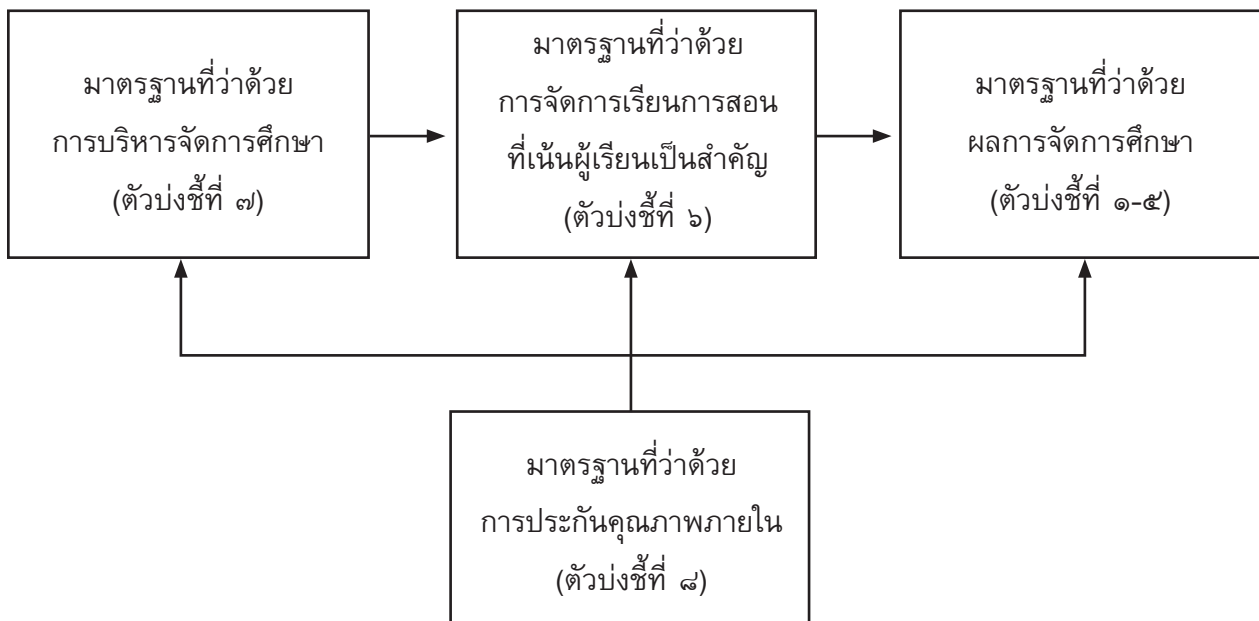 มาตรฐานที่ว่าด้วย
การบริหารจัดการศึกษา
(ตัวบ่งชี้ที่ ๗)
มาตรฐานที่ว่าด้วย
การจัดการเรียนการสอน
ที่เน้นผู้เรียนเป็นสำคัญ
(ตัวบ่งชี้ที่ ๖)
มาตรฐานที่ว่าด้วย
ผลการจัดการศึกษา
(ตัวบ่งชี้ที่ ๑-๕)
มาตรฐานที่ว่าด้วย
การประกันคุณภาพภายใน
(ตัวบ่งชี้ที่ ๘)